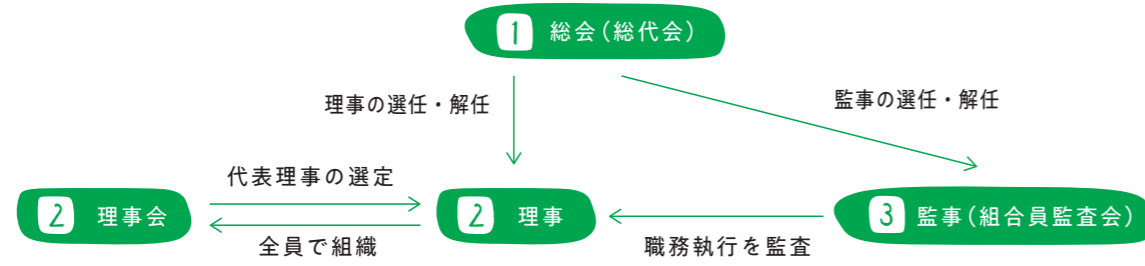 1 総会(総代会)
理事の選任・解任
監事の選任・解任
代表理事の選定
2 理事会
2 理事
3 監事(組合員監査会)
全員で組織
職務執行を監査